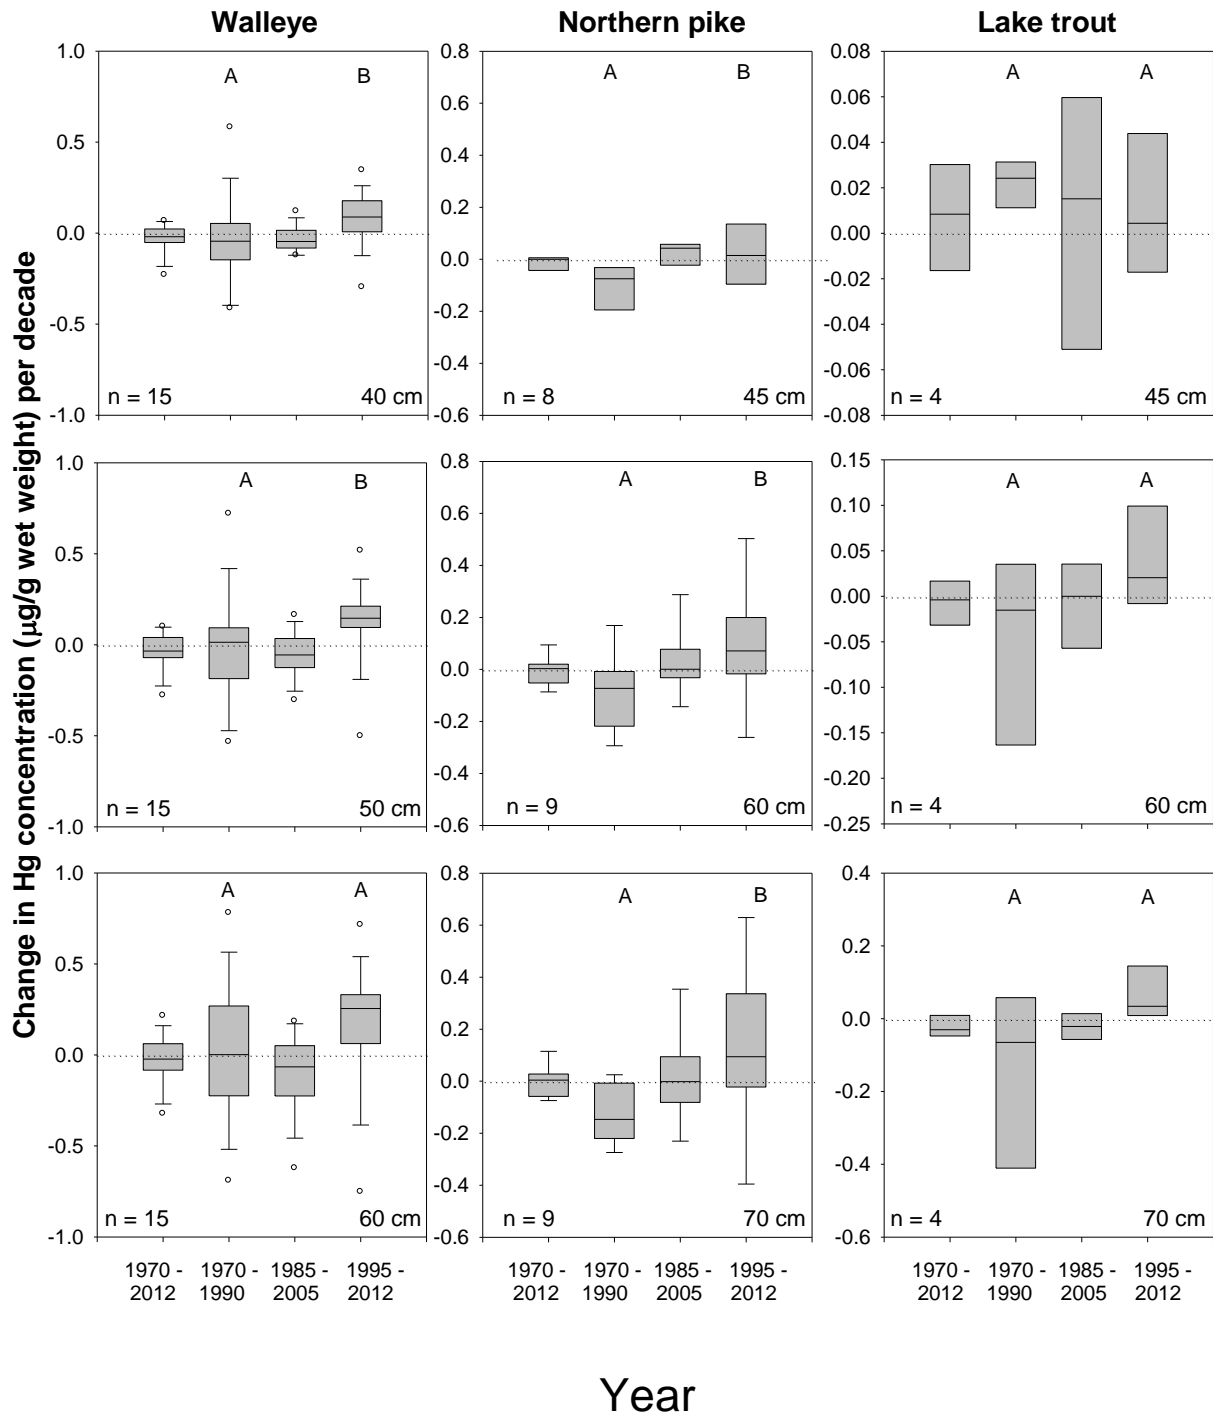 Walleye Northern pike Lake trout
Change in Hg concentration (μg/g wet weight) per decade
1.0
0.5
0.0
-0.5
-1.0
A B
n = 15 40 cm
0.8
0.6
0.4
0.2
0.0
-0.2
-0.4
-0.6
A B
n = 8 45 cm
0.08
0.06
0.04
0.02
0.00
-0.02
-0.04
-0.06
-0.08
A A
n = 4 45 cm
1.0
0.5
0.0
-0.5
-1.0
A B
n = 15 50 cm
0.8
0.6
0.4
0.2
0.0
-0.2
-0.4
-0.6
A B
n = 9 60 cm
0.15
0.10
0.05
0.00
-0.05
-0.10
-0.15
-0.20
-0.25
A A
n = 4 60 cm
1.0
0.5
0.0
-0.5
-1.0
A A
n = 15 60 cm
0.8
0.6
0.4
0.2
0.0
-0.2
-0.4
-0.6
A B
n = 9 70 cm
0.4
0.2
0.0
-0.2
-0.4
-0.6
A A
n = 4 70 cm
1970 - 1970 - 1985 - 1995 -
2012 1990 2005 2012
1970 - 1970 - 1985 - 1995 -
2012 1990 2005 2012
1970 - 1970 - 1985 - 1995 -
2012 1990 2005 2012
Year